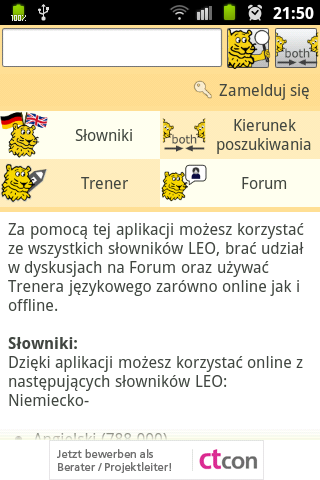 100%
21:50
both
Zamelduj się
Słowniki
both
Kierunek
poszukiwania
Trener
Forum
Za pomocą tej aplikacji możesz korzystać
ze wszystkich słowników LEO, brać udział
w dyskusjach na Forum oraz używać
Trenera językowego zarówno online jak i
offline.
Słowniki:
Dzięki aplikacji możesz korzystać online z
następujących słowników LEO:
Niemiecko-
Angielski (788.000)
Jetzt bewerben als
Berater / Projektleiter!
ctcon